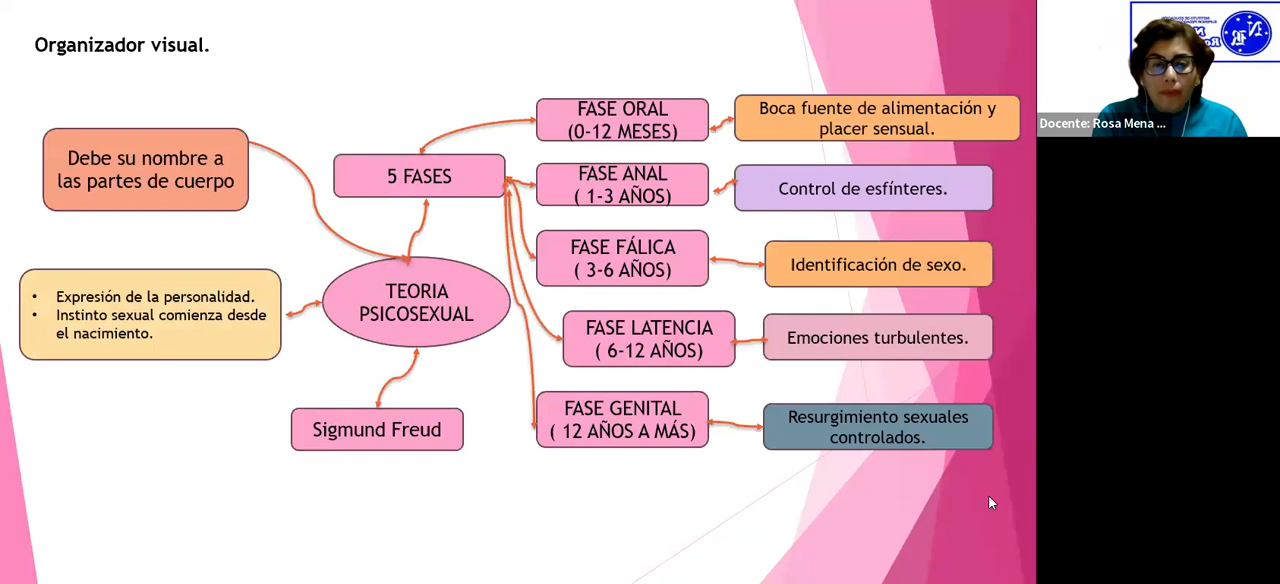 Organizador visual.
Debe su nombre a
las partes de cuerpo
5 FASES
FASE ORAL
(0-12 MESES)
Boca fuente de alimentación y
placer sensual.
FASE ANAL
( 1-3 AÑOS)
Control de esfínteres.
FASE FÁLICA
( 3-6 AÑOS)
Identificación de sexo.
• Expresión de la personalidad.
• Instinto sexual comienza desde
el nacimiento.
TEORIA
PSICOSEXUAL
FASE LATENCIA
( 6-12 AÑOS)
Emociones turbulentes.
Sigmund Freud
FASE GENITAL
( 12 AÑOS A MÁS)
Resurgimiento sexuales
controlados.
Docente: Rosa Mena ...